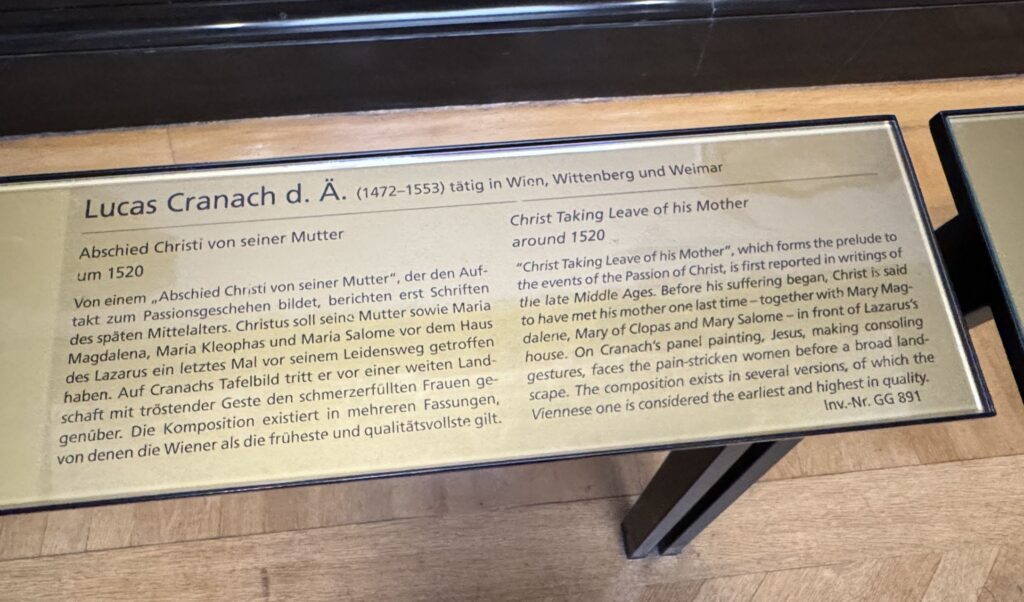 Lucas Cranach d. Ä. (1472–1553) tätig in Wien, Wittenberg und Weimar
Abschied Christi von seiner Mutter
um 1520
Von einem „Abschied Christi von seiner Mutter“, der den Auf-
takt zum Passionsgeschehen bildet, berichten erst Schriften
des späten Mittelalters. Christus soll seine Mutter sowie Maria
Magdalena, Maria Kleophas und Maria Salome vor dem Haus
des Lazarus ein letztes Mal vor seinem Leidensweg getroffen
haben. Auf Cranachs Tafelbild tritt er vor einer weiten Land-
schaft mit tröstender Geste den schmerzerfüllten Frauen ge-
genüber. Die Komposition existiert in mehreren Fassungen,
von denen die Wiener als die früheste und qualitätsvollste gilt.
Christ Taking Leave of his Mother
around 1520
“Christ Taking Leave of his Mother”, which forms the prelude to
the events of the Passion of Christ, is first reported in writings of
the late Middle Ages. Before his suffering began, Christ is said
to have met his mother one last time – together with Mary Mag-
dalene, Mary of Clopas and Mary Salome – in front of Lazarus’s
house. On Cranach’s panel painting, Jesus, making consoling
gestures, faces the pain-stricken women before a broad land-
scape. The composition exists in several versions, of which the
Viennese one is considered the earliest and highest in quality.
Inv.-Nr. GG 891